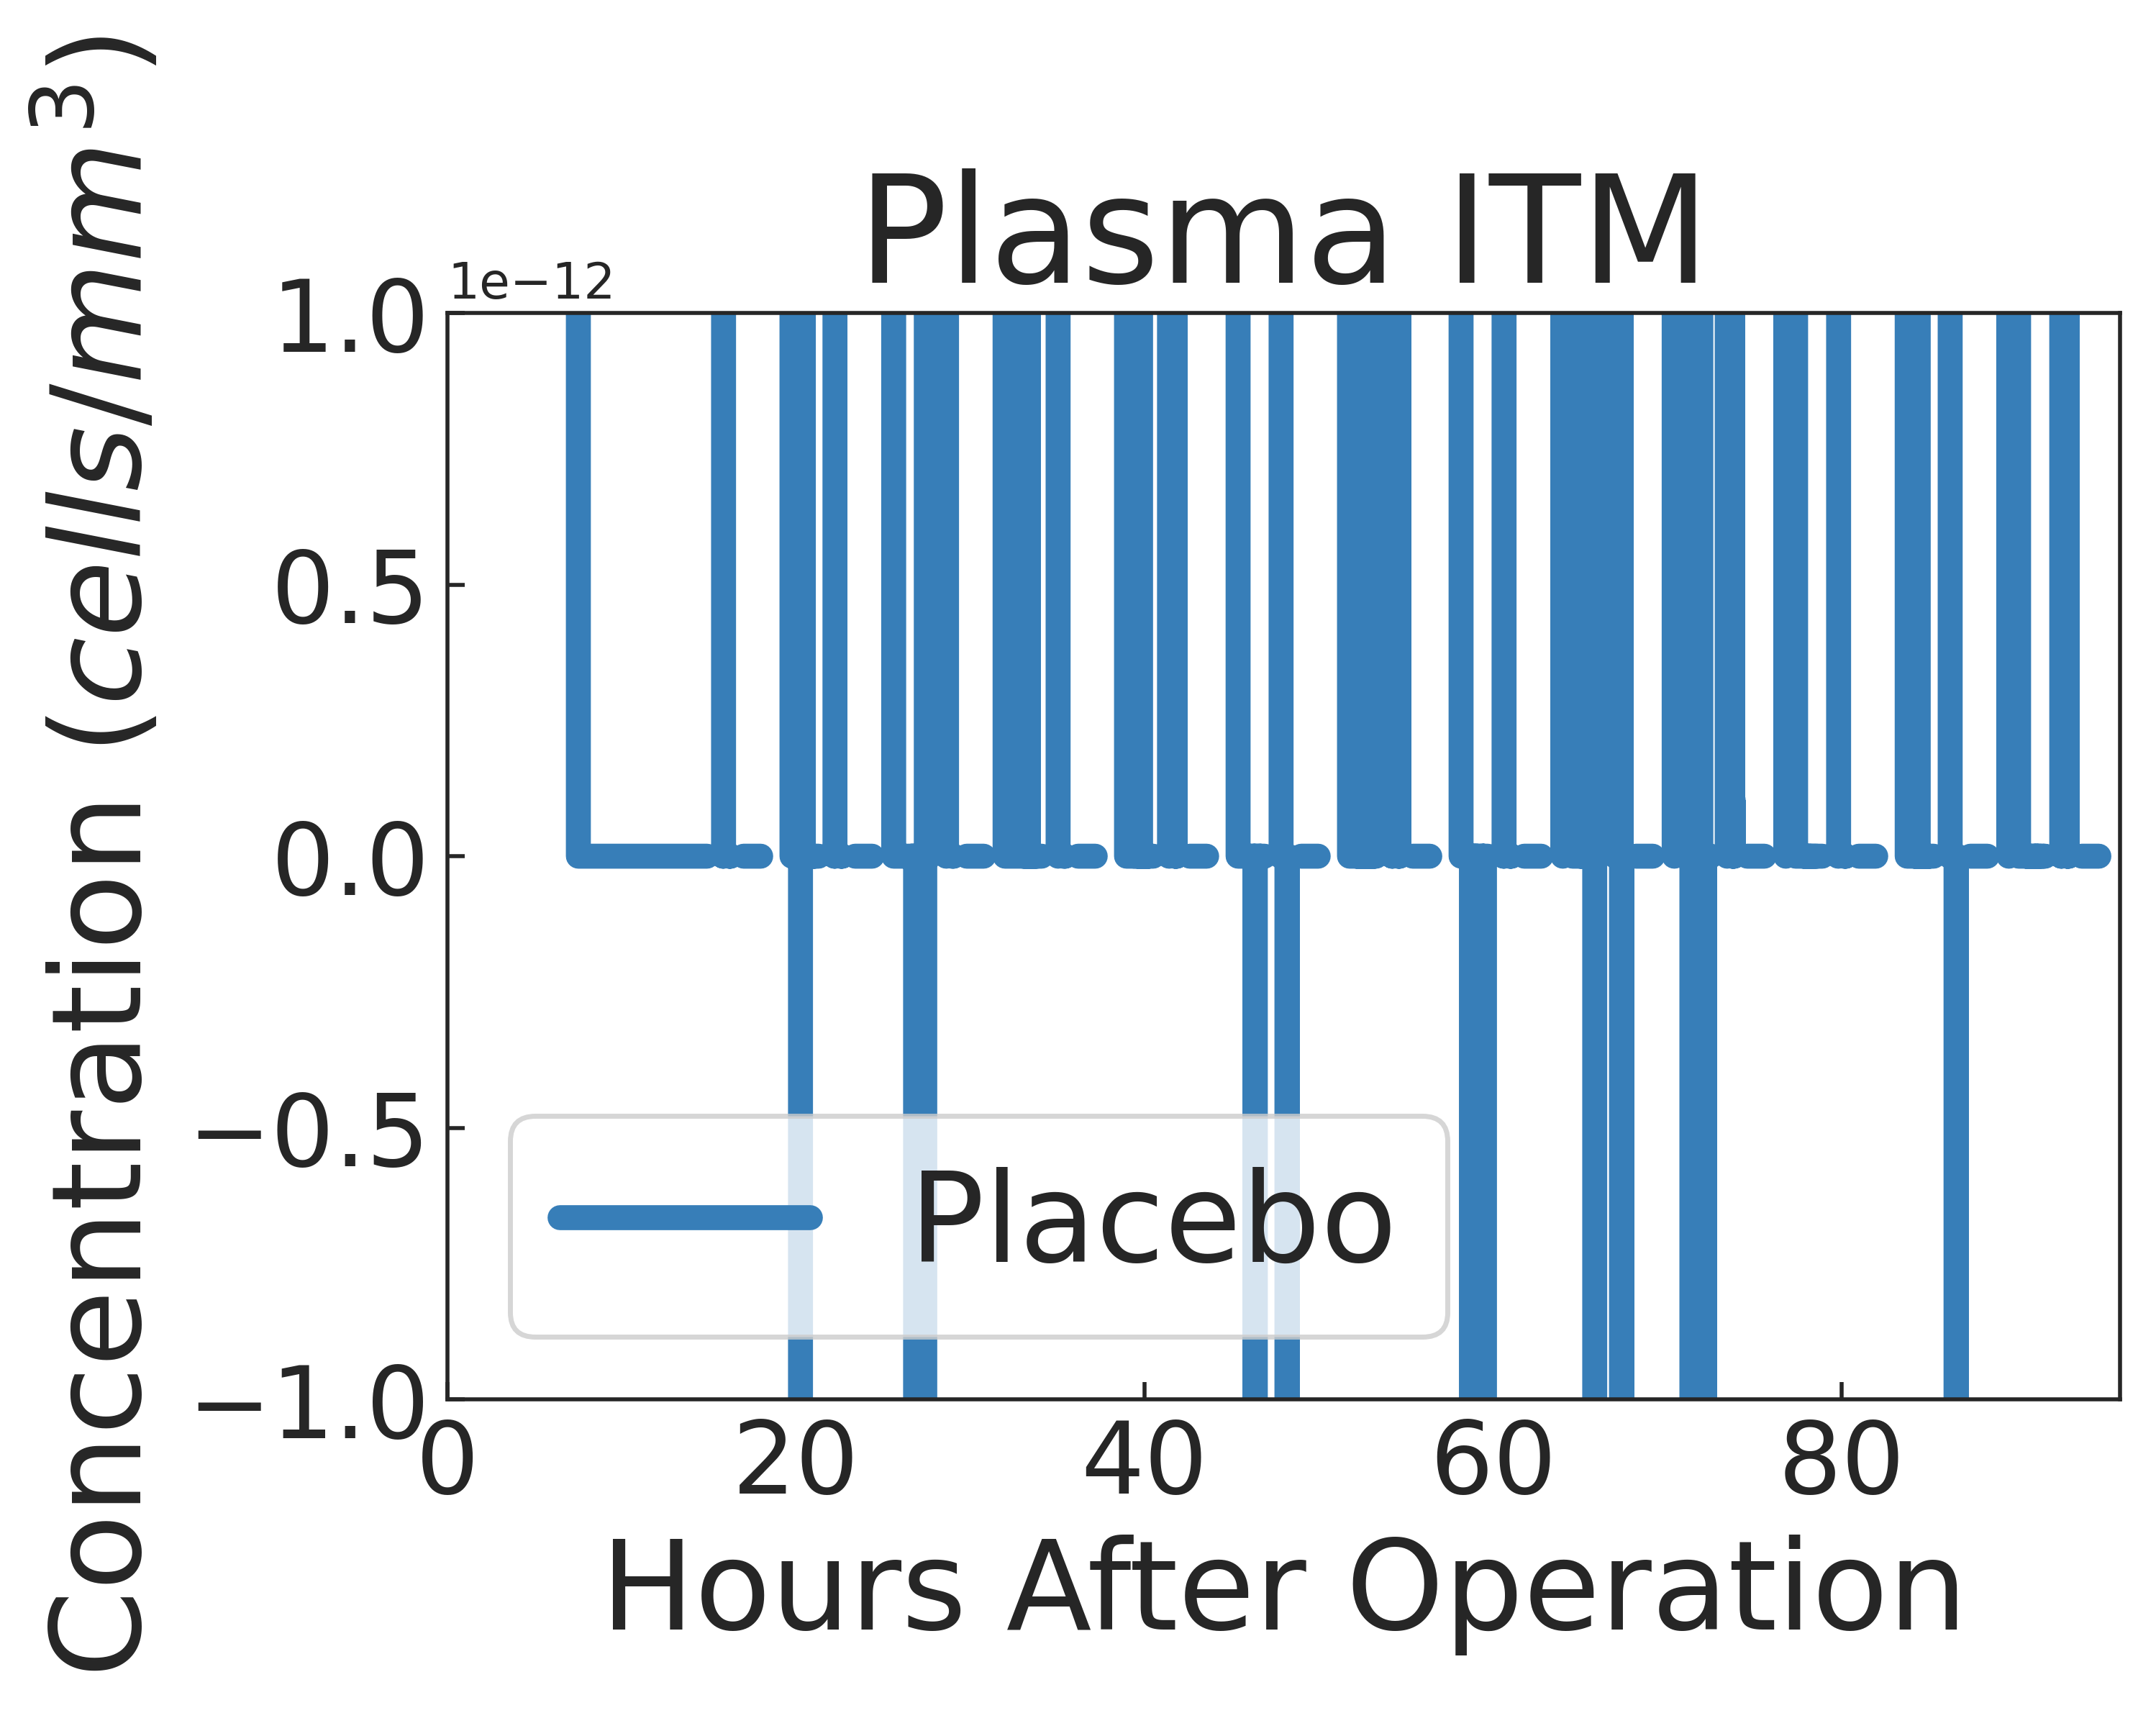 Plasma ITM
1e−12
Concentration (cells/mm³)
1.0
0.5
0.0
−0.5
−1.0
Placebo
0 20 40 60 80
Hours After Operation